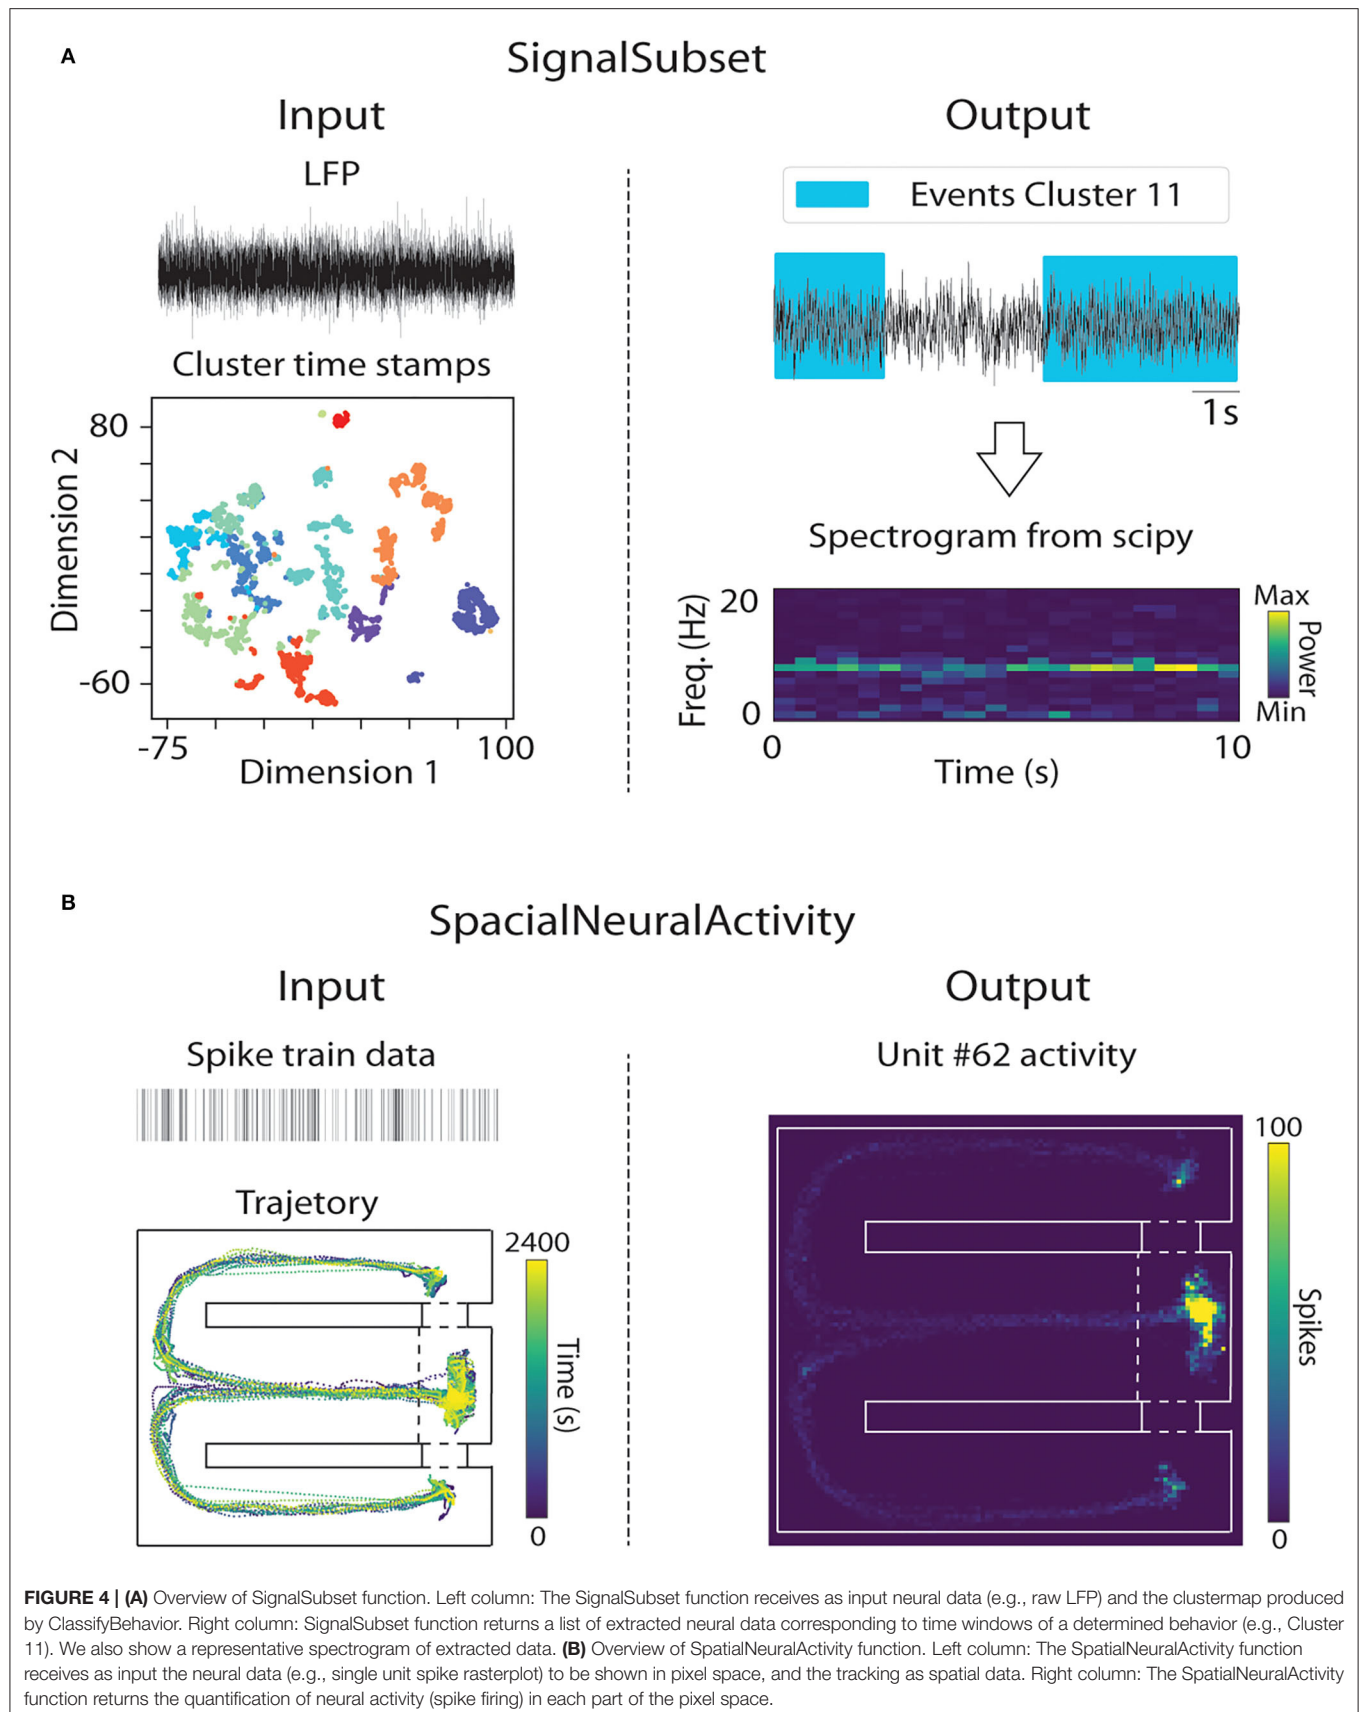 A
SignalSubset
Input
Output
LFP
Events Cluster 11
Cluster time stamps
1s
80
Dimension 2
-60
-75
100
Dimension 1
Spectrogram from scipy
20
Freq. (Hz)
0
0
10
Time (s)
Max
Power
Min
B
SpacialNeuralActivity
Input
Output
Spike train data
Unit #62 activity
Trajetory
2400
Time (s)
0
100
Spikes
0
FIGURE 4 | (A) Overview of SignalSubset function. Left column: The SignalSubset function receives as input neural data (e.g., raw LFP) and the clustermap produced
by ClassifyBehavior. Right column: SignalSubset function returns a list of extracted neural data corresponding to time windows of a determined behavior (e.g., Cluster
11). We also show a representative spectrogram of extracted data. (B) Overview of SpatialNeuralActivity function. Left column: The SpatialNeuralActivity function
receives as input the neural data (e.g., single unit spike rasterplot) to be shown in pixel space, and the tracking as spatial data. Right column: The SpatialNeuralActivity
function returns the quantification of neural activity (spike firing) in each part of the pixel space.